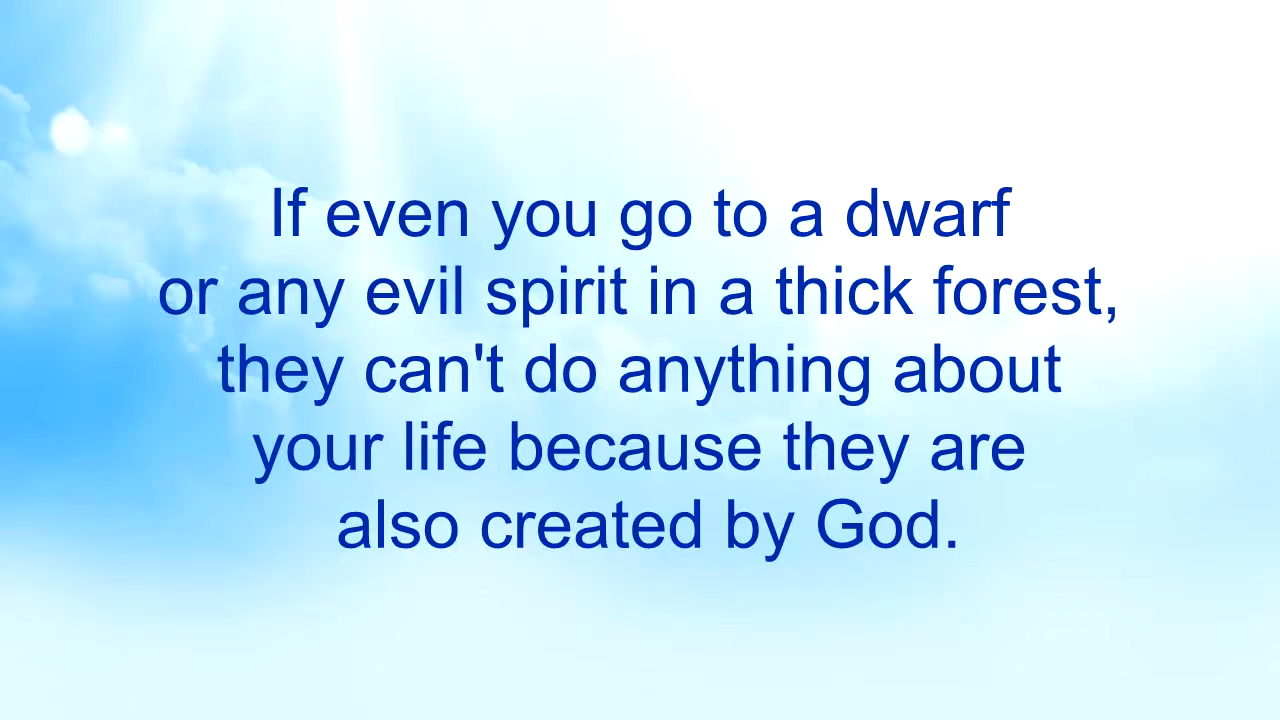 If even you go to a dwarf
or any evil spirit in a thick forest,
they can't do anything about
your life because they are
also created by God.